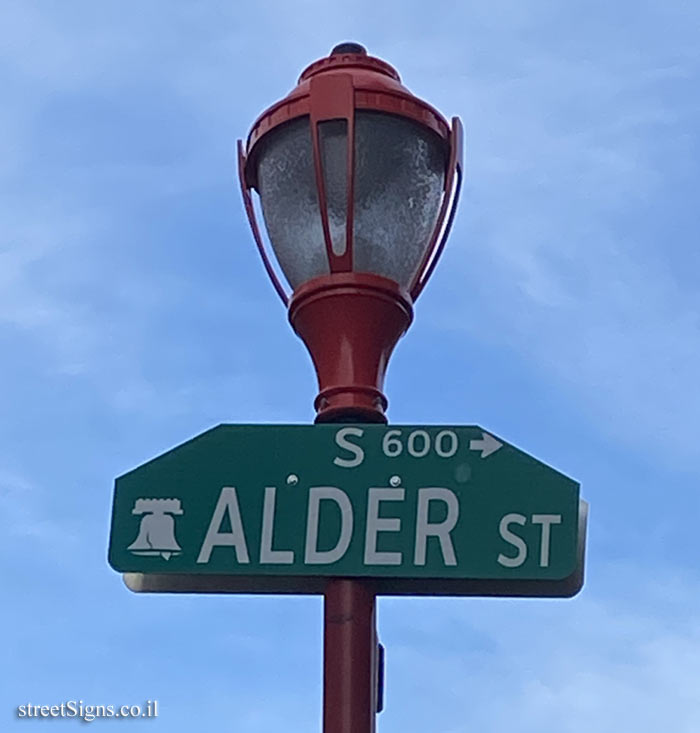 S 600 →
ALDER ST
streetSigns.co.il